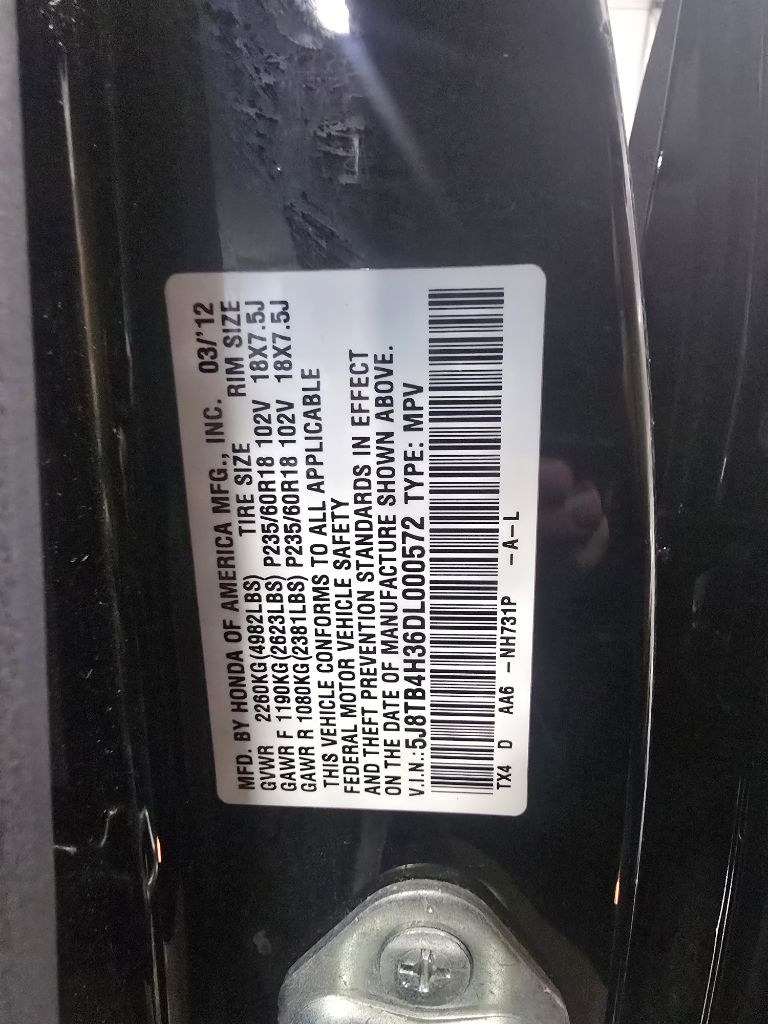 MFD. BY HONDA OF AMERICA MFG., INC. 03/'12
TIRE SIZE RIM SIZE
GVWR 2260KG(4982LBS)
GAWR F 1190KG(2623LBS) P235/60R18 102V 18X7.5J
GAWR R 1080KG(2381LBS) P235/60R18 102V 18X7.5J
THIS VEHICLE CONFORMS TO ALL APPLICABLE
FEDERAL MOTOR VEHICLE SAFETY
AND THEFT PREVENTION STANDARDS IN EFFECT
ON THE DATE OF MANUFACTURE SHOWN ABOVE.
V.I.N.:5J8TB4H36DL000572 TYPE: MPV
TX4 D AA6 -NH731P -A-L